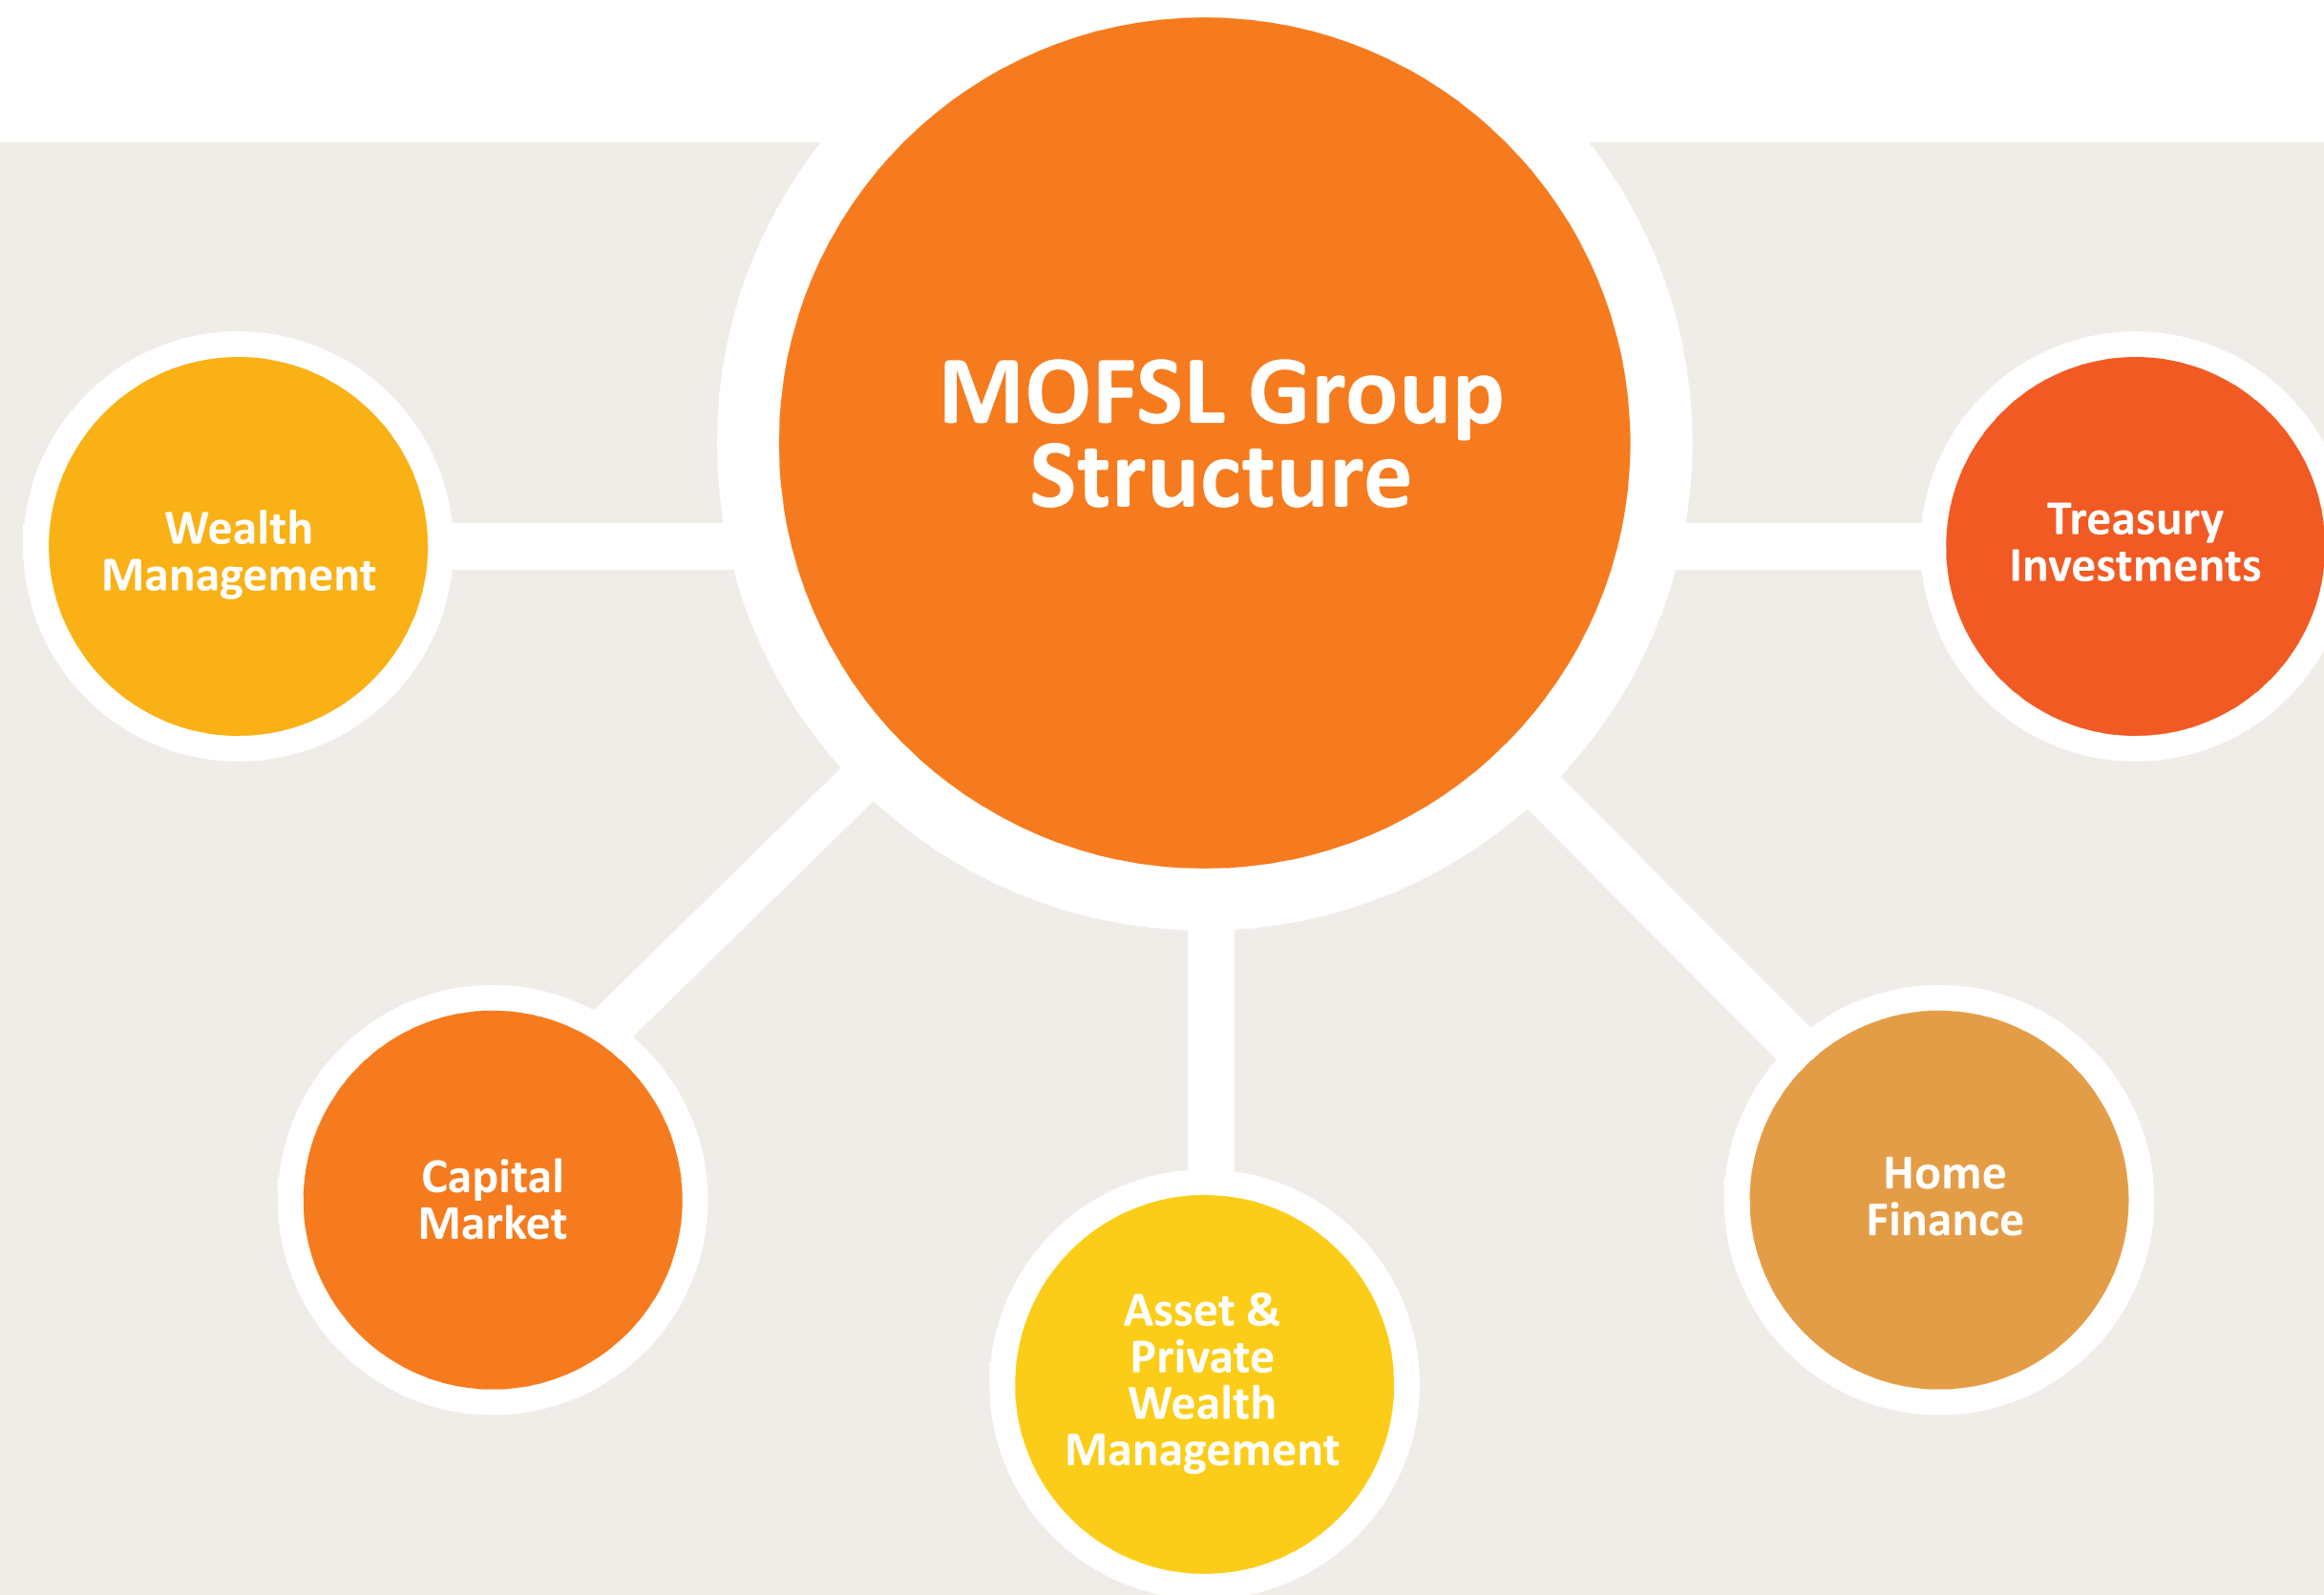 MOFSL Group
Structure
Wealth
Management
Treasury
Investments
Capital
Market
Home
Finance
Asset &
Private
Wealth
Management